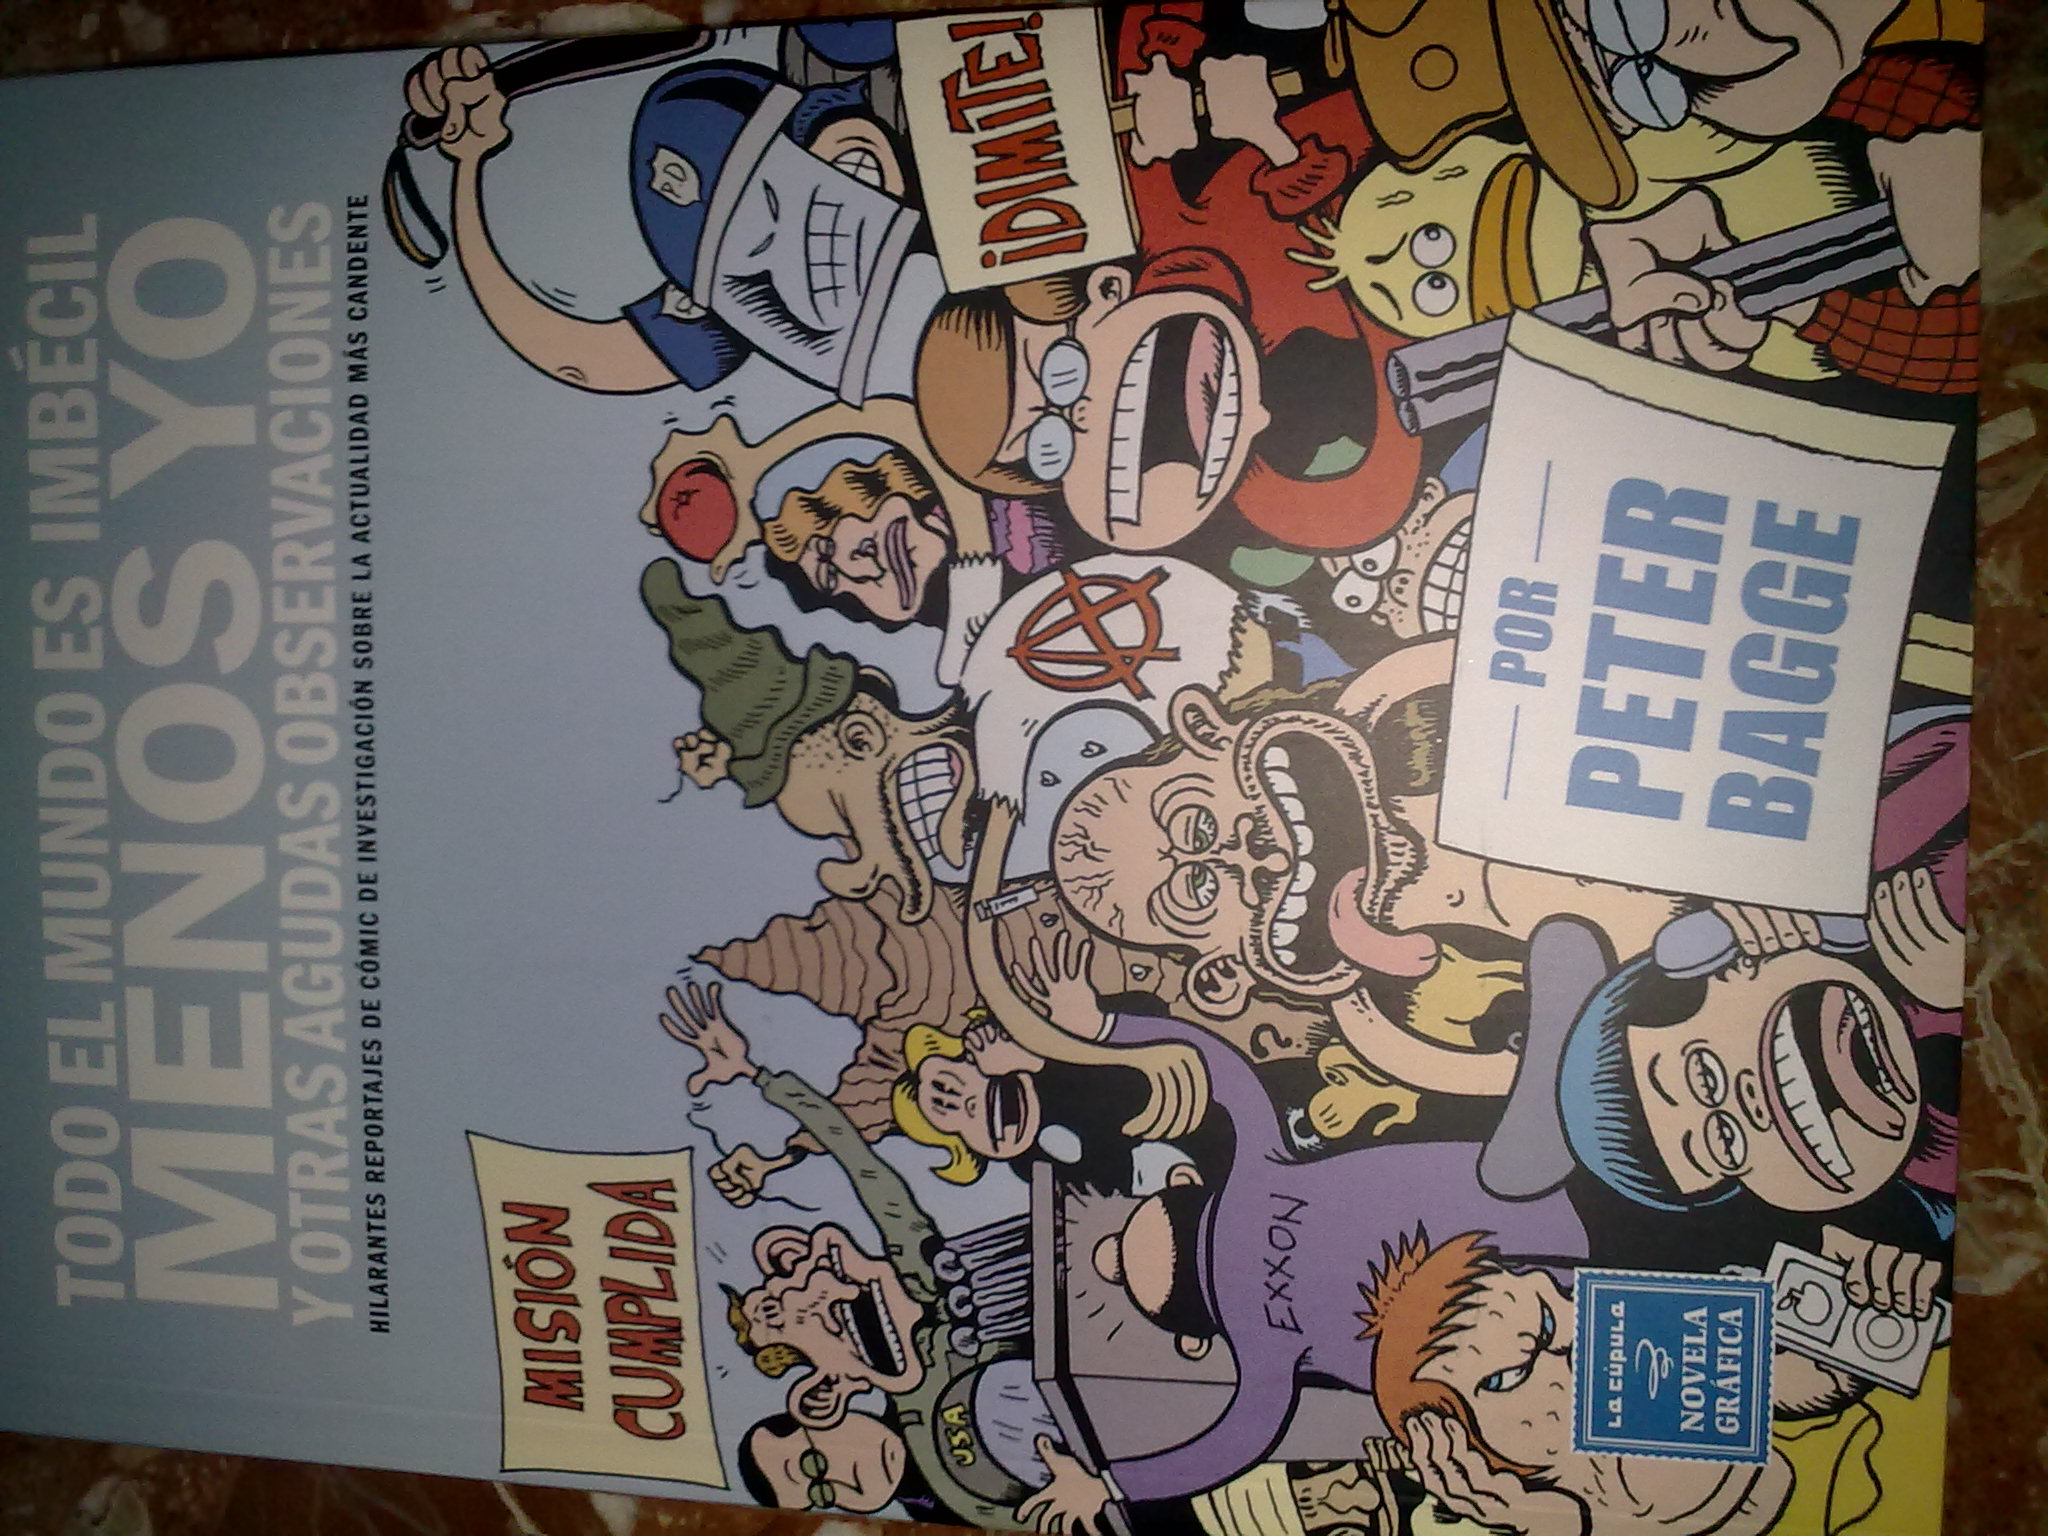 TODO EL MUNDO ES IMBÉCIL
MENOS YO
Y OTRAS AGUDAS OBSERVACIONES
HILARANTES REPORTAJES DE CÓMIC DE INVESTIGACIÓN SOBRE LA ACTUALIDAD MÁS CANDENTE
MISIÓN
CUMPLIDA
PD
¡DIMITE!
USA
EXXON
POR
PETER
BAGGE
La CÚPULa
NOVELA
GRÁFICA